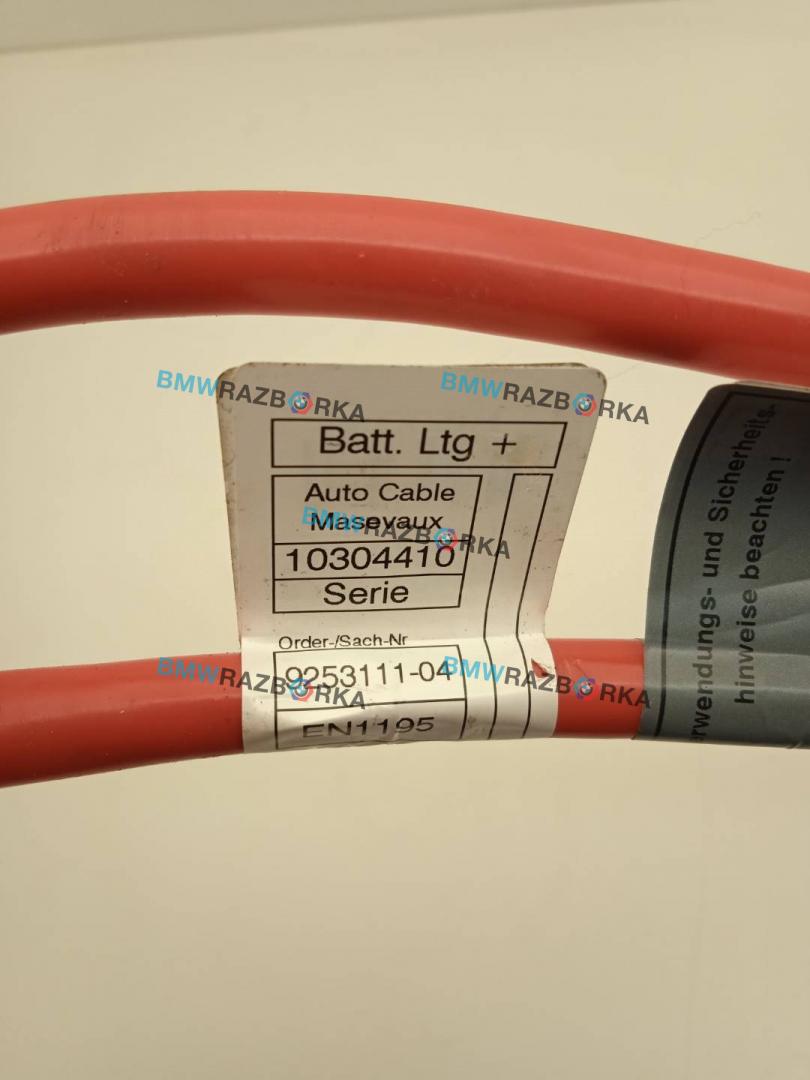 BMWRAZBORKA
BMWRAZBORKA
Batt. Ltg +
Auto Cable
Masevaux
BMWRAZBORKA
10304410
Serie
Order-/Sach-Nr
9253111-04
BMWRAZBORKA
BMWRAZBORKA
EN1195
erwendungs- und Sicherheits-
hinweise beachten !